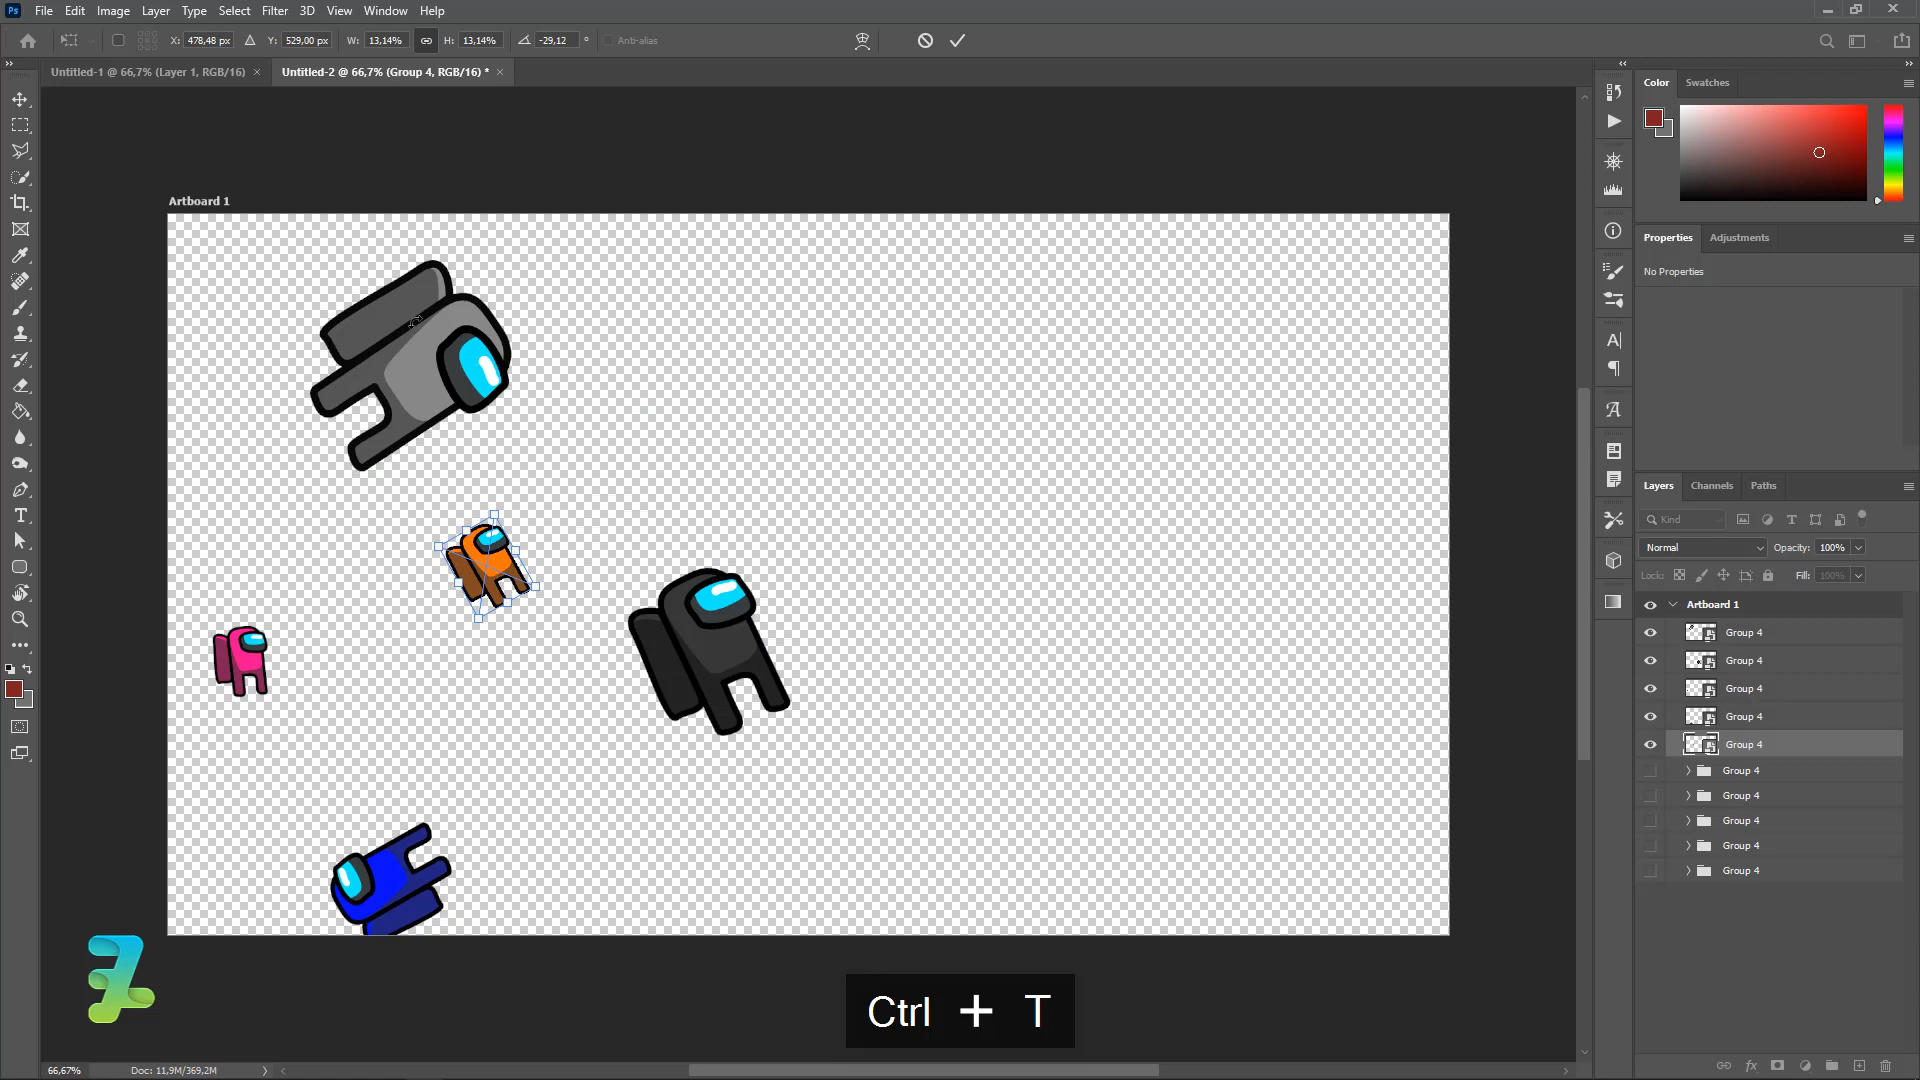 Ps File Edit Image Layer Type Select Filter 3D View Window Help
X: 478,48 px Y: 529,00 px W: 13,14% H: 13,14% -29,12 ° Anti-alias
Untitled-1 @ 66,7% (Layer 1, RGB/16) × Untitled-2 @ 66,7% (Group 4, RGB/16) * ×
Color Swatches
Artboard 1
Properties Adjustments
No Properties
Layers Channels Paths
Kind
Normal Opacity: 100%
Lock: Fill: 100%
Artboard 1
Group 4
Group 4
Group 4
Group 4
Group 4
Group 4
Group 4
Group 4
Group 4
Group 4
Ctrl + T
66,67% Doc: 11,9M/369,2M